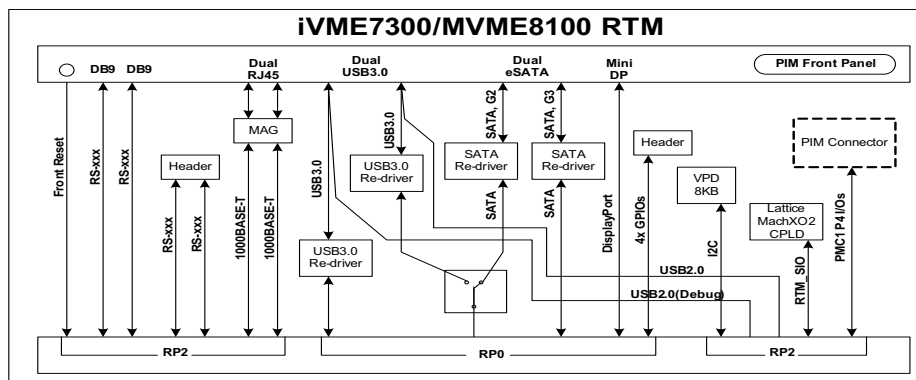 iVME7300/MVME8100 RTM
DB9 DB9
Dual
RJ45
Dual
USB3.0
Dual
eSATA
Mini
DP
PIM Front Panel
Front Reset
RS-xxx
RS-xxx
Header
RS-xxx
RS-xxx
MAG
1000BASE-T
1000BASE-T
USB3.0
USB3.0
Re-driver
USB3.0
USB3.0
Re-driver
SATA, G2
SATA
Re-driver
SATA
SATA, G3
SATA
Re-driver
SATA
DisplayPort
Header
4x GPIOs
VPD
8KB
I2C
Lattice
MachXO2
CPLD
RTM_SIO
PIM Connector
PMC1 P4 I/Os
USB2.0
USB2.0(Debug)
RP2
RP0
RP2